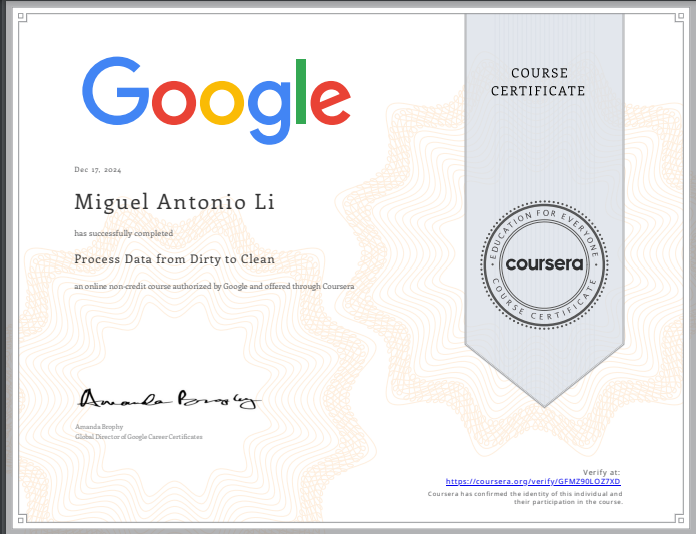 Google
COURSE
CERTIFICATE
Dec 17, 2024
Miguel Antonio Li
has successfully completed
Process Data from Dirty to Clean
an online non-credit course authorized by Google and offered through Coursera
EDUCATION FOR EVERYONE
coursera
COURSE CERTIFICATE
Amanda Brophy
Amanda Brophy
Global Director of Google Career Certificates
Verify at:
https://coursera.org/verify/GFMZ90LOZ7XD
Coursera has confirmed the identity of this individual and
their participation in the course.